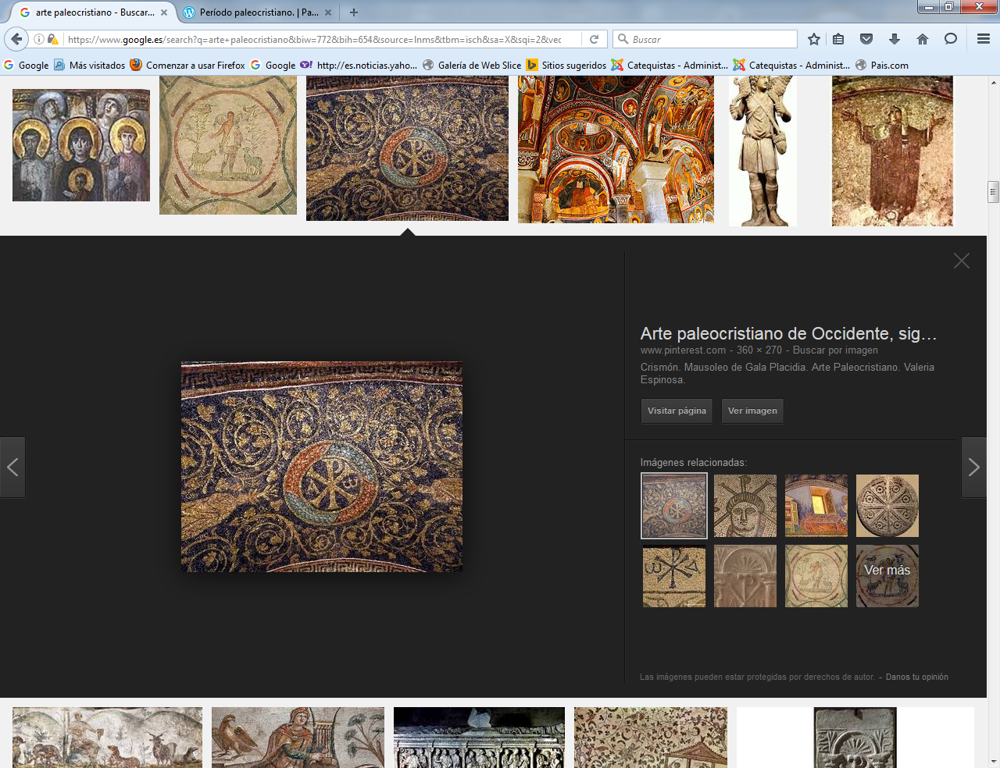 arte paleocristiano - Buscar...
Período paleocristiano. | Pa...
https://www.google.es/search?q=arte+paleocristiano&biw=772&bih=654&source=lnms&tbm=isch&sa=X&sqi=2&vec
Buscar
Google
Más visitados
Comenzar a usar Firefox
Google
http://es.noticias.yaho...
Galería de Web Slice
Sitios sugeridos
Catequistas - Administ...
Catequistas - Administ...
Pais.com
Arte paleocristiano de Occidente, sig...
www.pinterest.com - 360 × 270 - Buscar por imagen
Crismón. Mausoleo de Gala Placidia. Arte Paleocristiano. Valeria
Espinosa.
Visitar página
Ver imagen
Imágenes relacionadas:
Ver más
Las imágenes pueden estar protegidas por derechos de autor. - Danos tu opinión